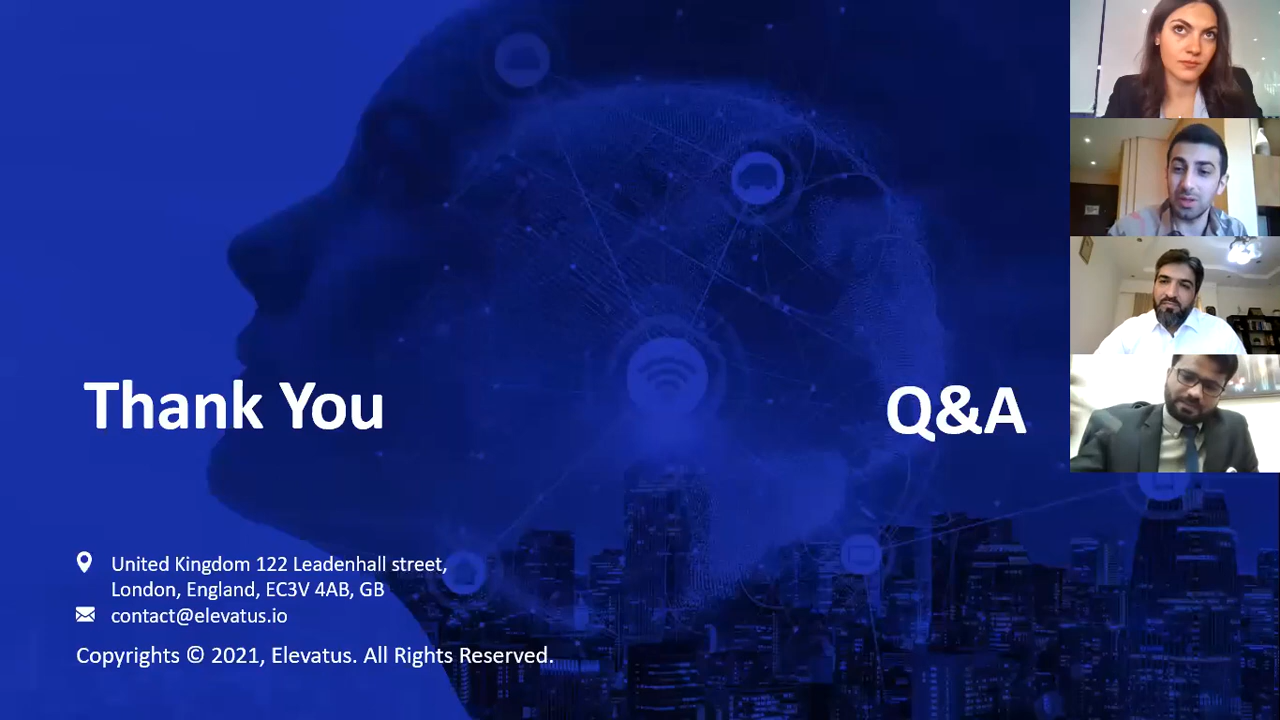 Thank You
Q&A
United Kingdom 122 Leadenhall street,
London, England, EC3V 4AB, GB
contact@elevatus.io
Copyrights © 2021, Elevatus. All Rights Reserved.